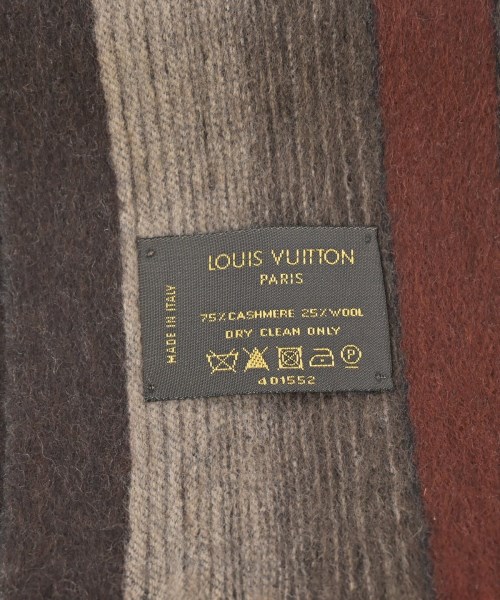 LOUIS VUITTON
PARIS
MADE IN ITALY
75% CASHMERE 25% WOOL
DRY CLEAN ONLY
P
401552